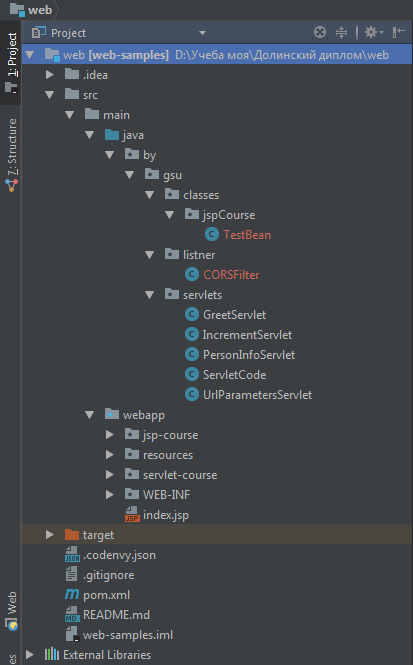 web
Project
web [web-samples] D:\Учеба моя\Долинский диплом\web
.idea
src
main
java
by
gsu
classes
jspCourse
TestBean
listner
CORSFilter
servlets
GreetServlet
IncrementServlet
PersonInfoServlet
ServletCode
UrlParametersServlet
webapp
jsp-course
resources
servlet-course
WEB-INF
index.jsp
target
.codenvy.json
.gitignore
pom.xml
README.md
web-samples.iml
External Libraries
1: Project
7: Structure
Web
es